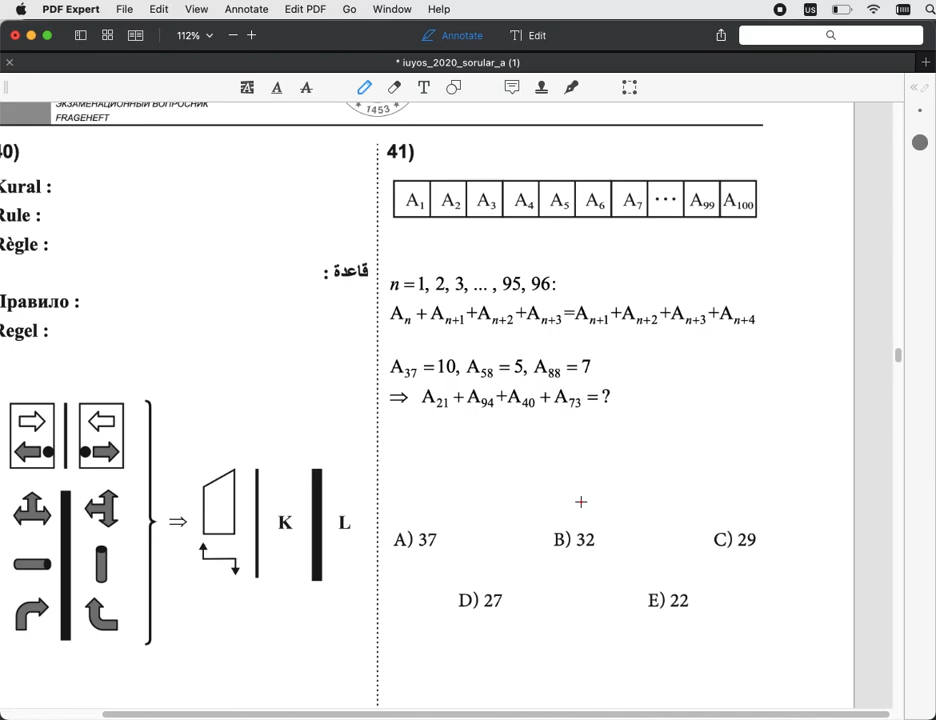 PDF Expert File Edit View Annotate Edit PDF Go Window Help US
112% Annotate Edit
* iuyos_2020_sorular_a (1)
A A T
ЭКЗАМЕНАЦИОННЫЙ ВОПРОСНИК
FRAGEHEFT
* 1453 *
40)
Kural :
Rule :
Règle :
قاعدة :
Правило :
Regel :
⇒ K L
41)
A₁ A₂ A₃ A₄ A₅ A₆ A₇ ... A₉₉ A₁₀₀
n = 1, 2, 3, ... , 95, 96:
Aₙ + Aₙ₊₁+Aₙ₊₂+Aₙ₊₃=Aₙ₊₁+Aₙ₊₂+Aₙ₊₃+Aₙ₊₄
A₃₇ =10, A₅₈ = 5, A₈₈ = 7
⇒ A₂₁ +A₉₄ +A₄₀ +A₇₃ = ?
A) 37 B) 32 C) 29
D) 27 E) 22